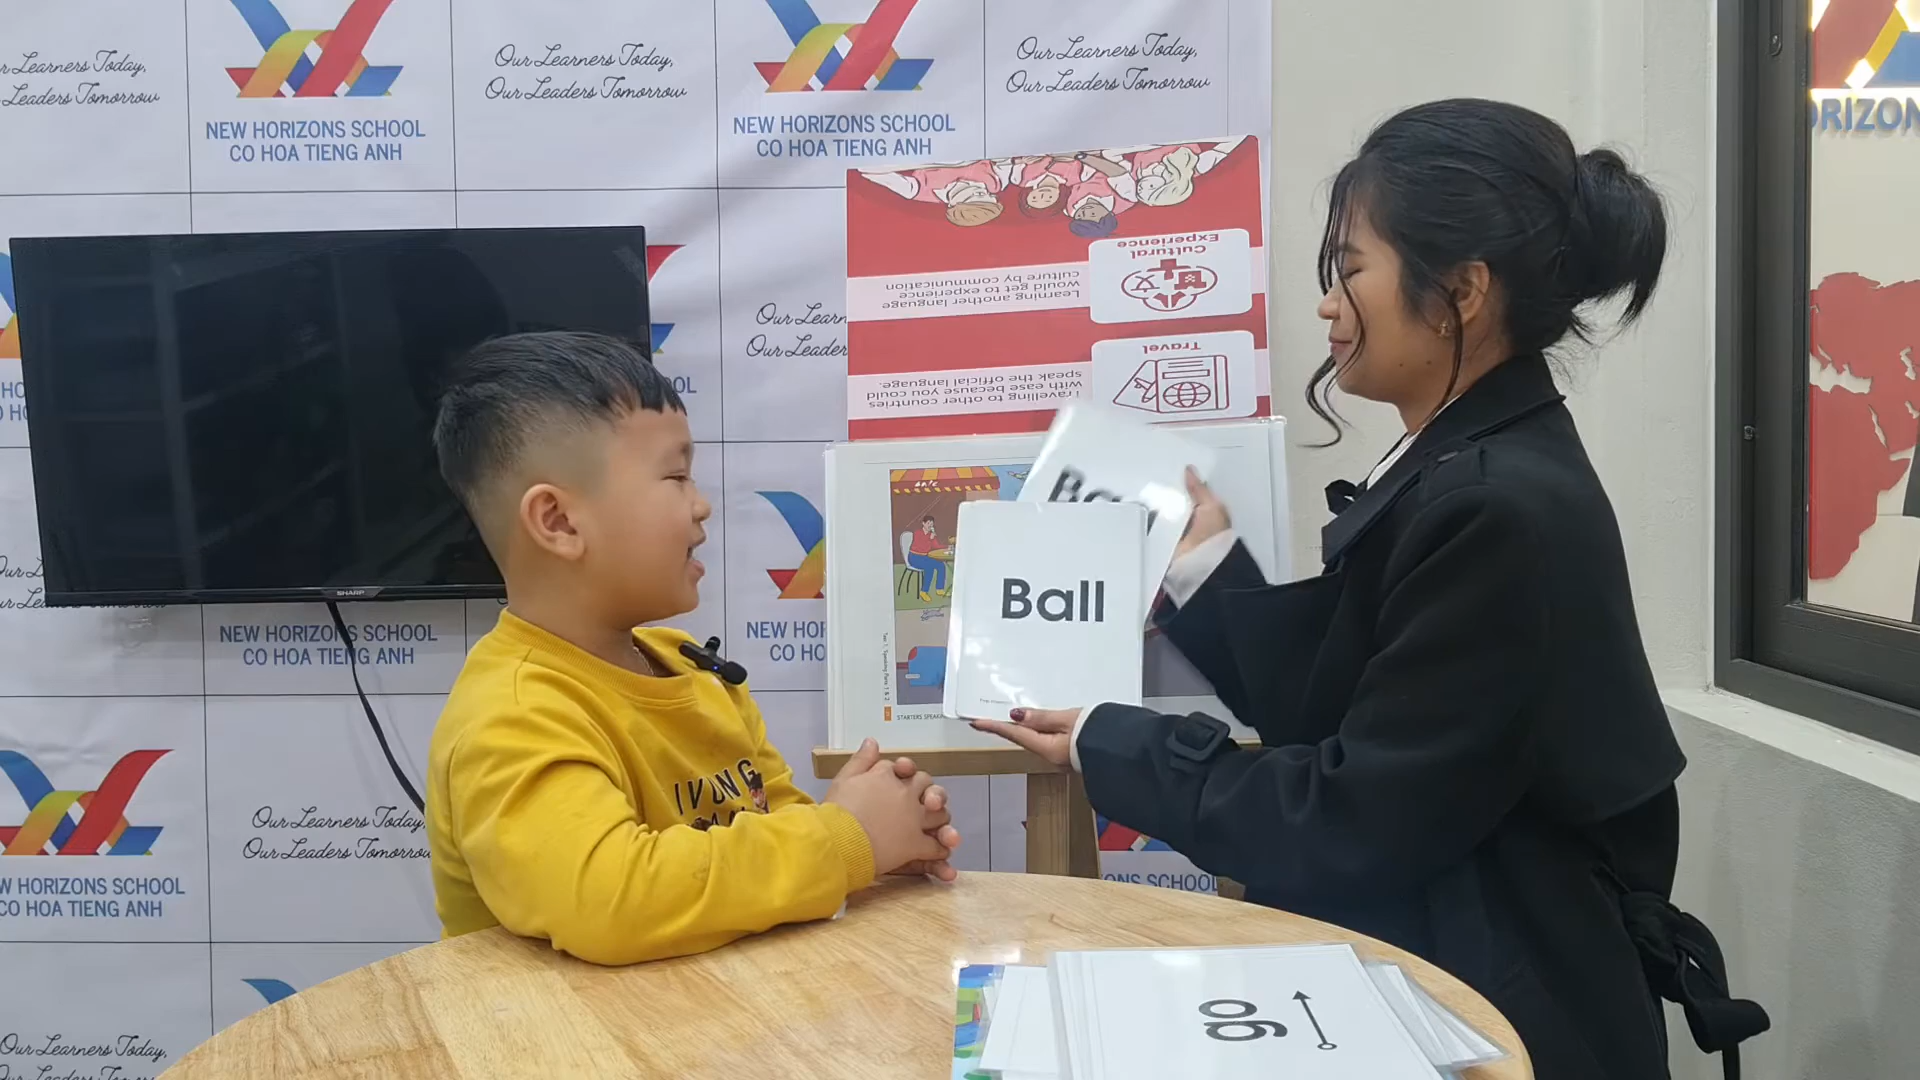 Our Learners Today,
Our Leaders Tomorrow
NEW HORIZONS SCHOOL
CO HOA TIENG ANH
Our Learners Today,
Our Leaders Tomorrow
NEW HORIZONS SCHOOL
CO HOA TIENG ANH
Our Learners Today,
Our Leaders Tomorrow
Cultural
Experience
Learning another language
would get to experience
culture by communication
Travel
Travelling to other countries
with ease because you could
speak the official language.
SHARP
Ball
NEW HORIZONS SCHOOL
CO HOA TIENG ANH
Our Learners Today,
Our Leaders Tomorrow
HORIZONS SCHOOL
CO HOA TIENG ANH
Our Learners Today,
Our Leaders Tomorrow
go